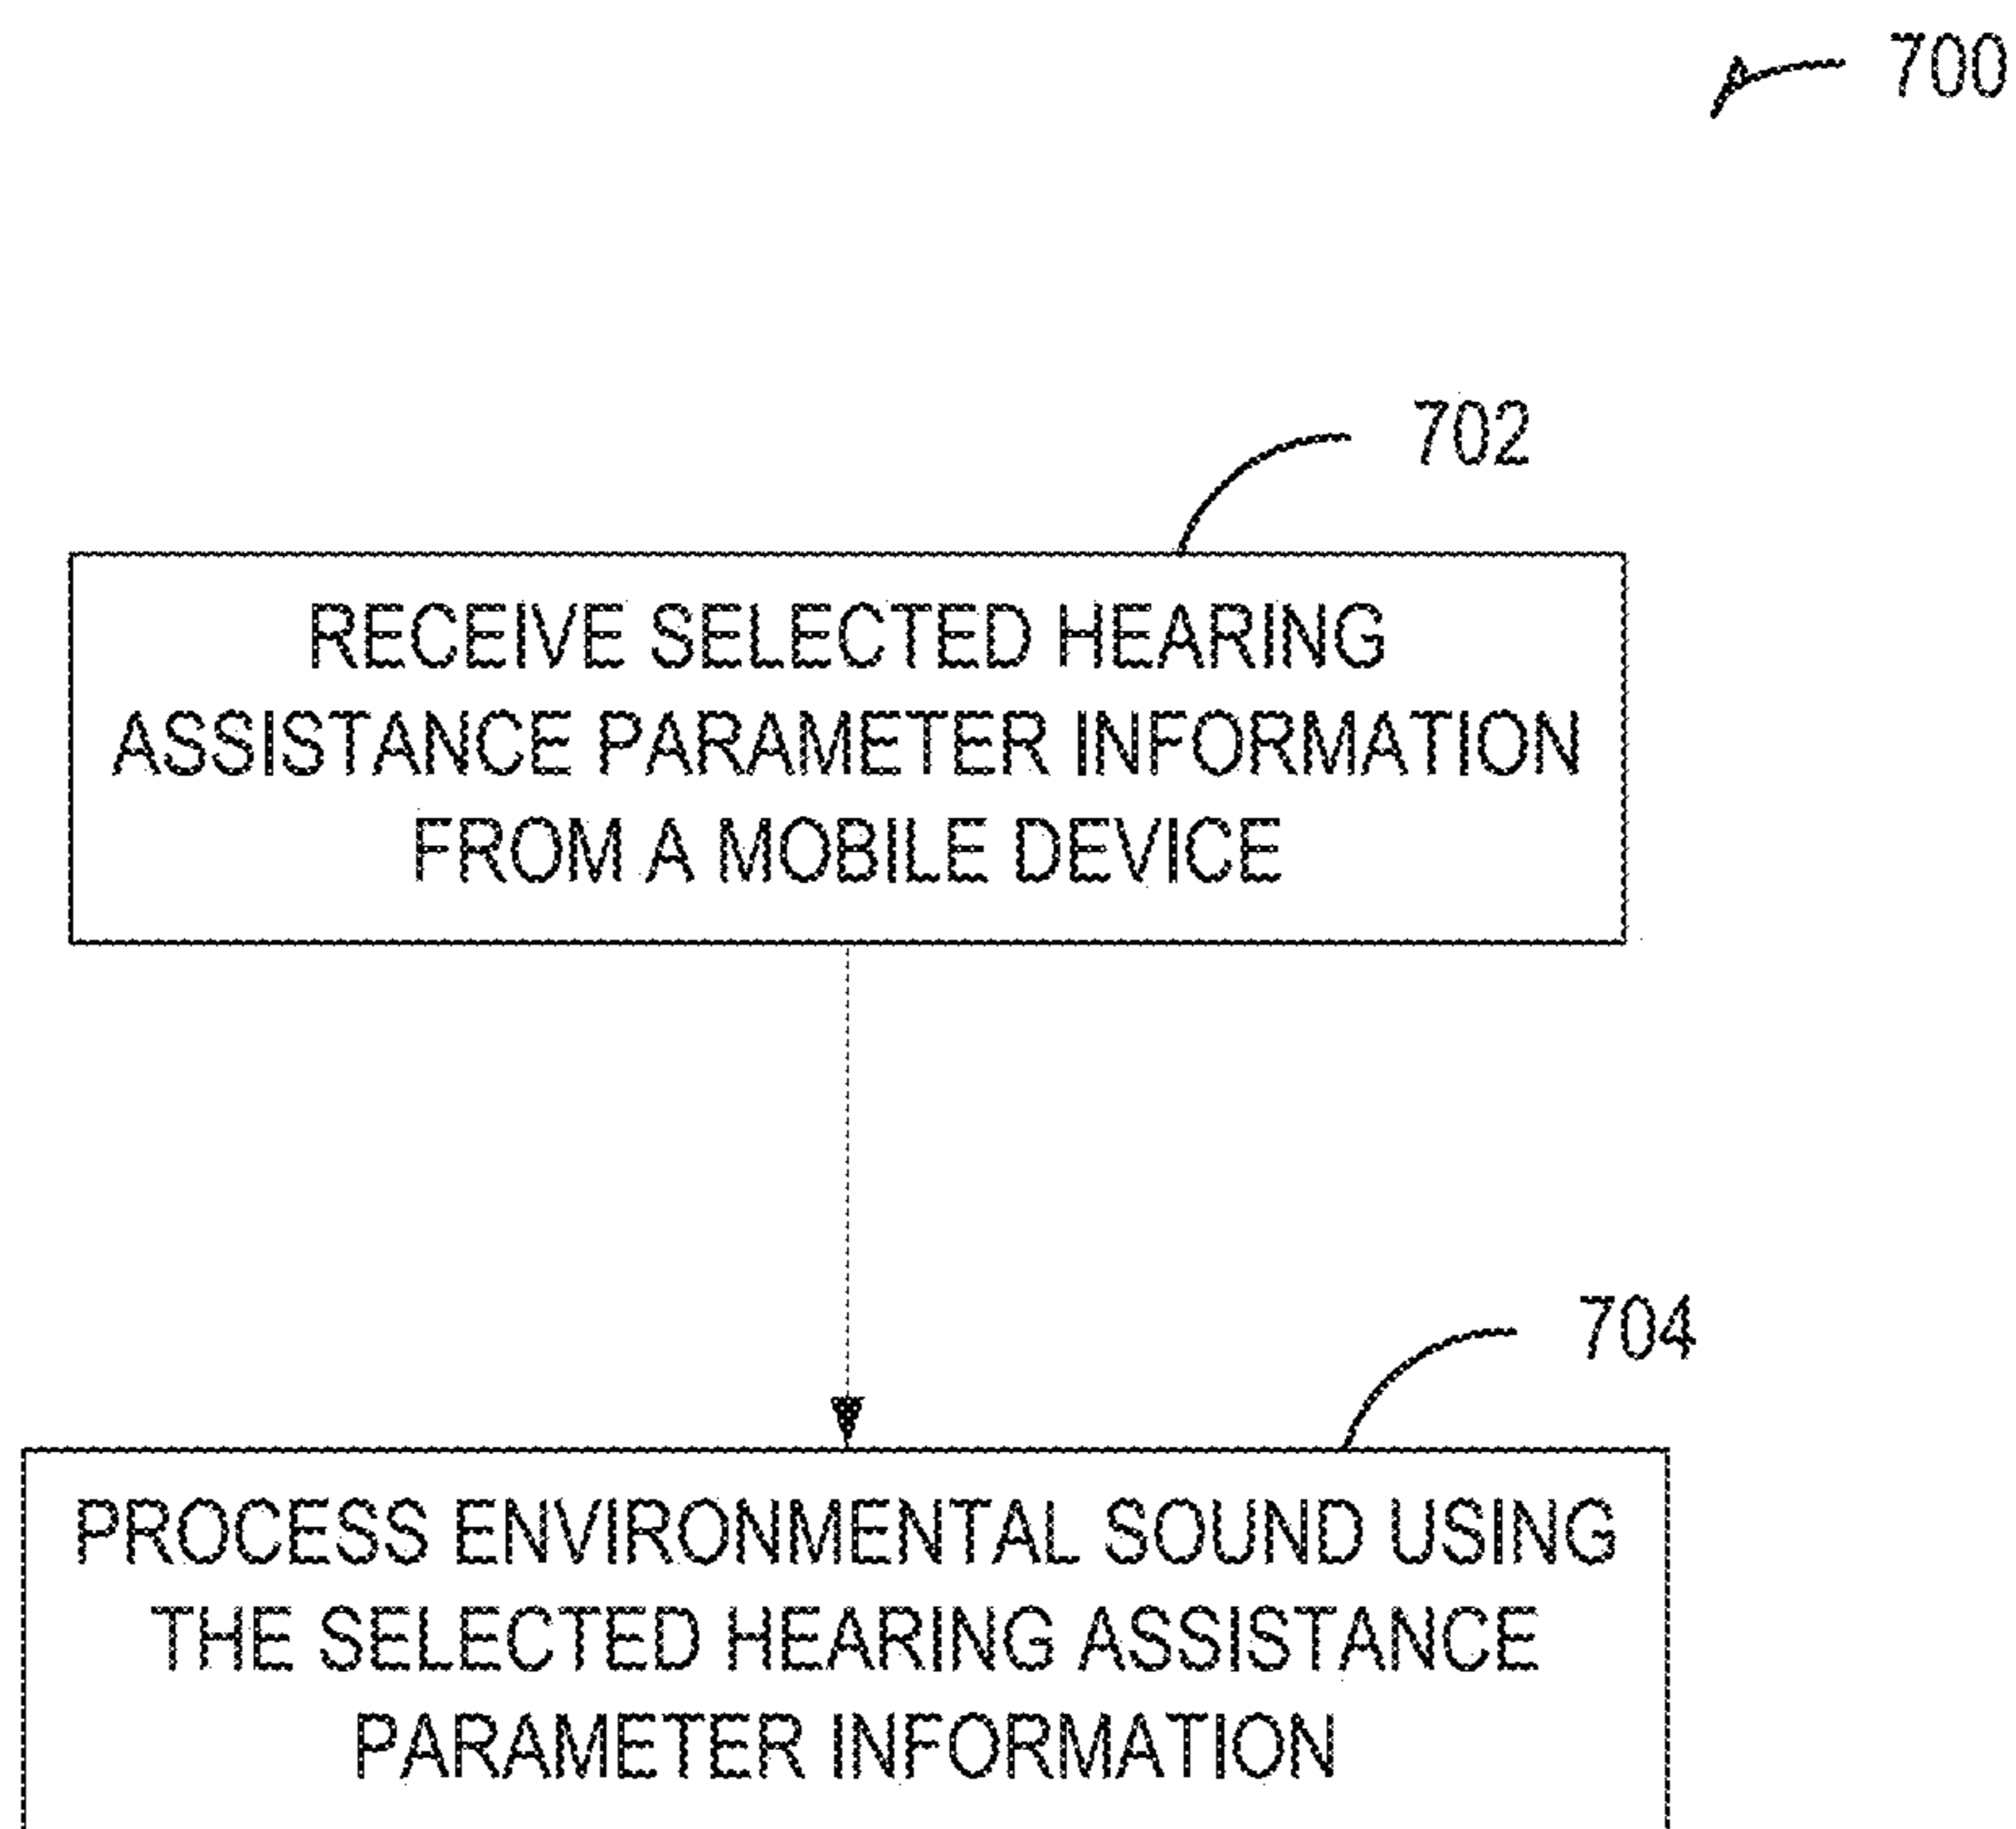 700
702
RECEIVE SELECTED HEARING
ASSISTANCE PARAMETER INFORMATION
FROM A MOBILE DEVICE
704
PROCESS ENVIRONMENTAL SOUND USING
THE SELECTED HEARING ASSISTANCE
PARAMETER INFORMATION